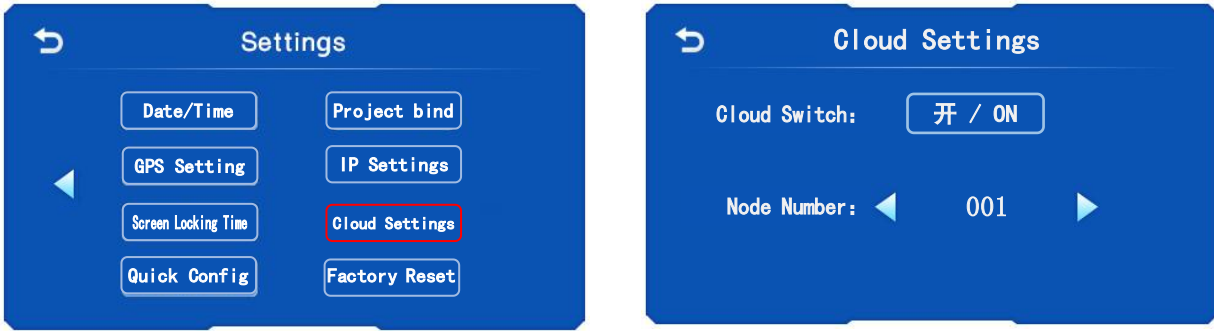 Settings
Date/Time
Project bind
GPS Setting
IP Settings
Screen Locking Time
Cloud Settings
Quick Config
Factory Reset
Cloud Settings
Cloud Switch:
开 / ON
Node Number:
001